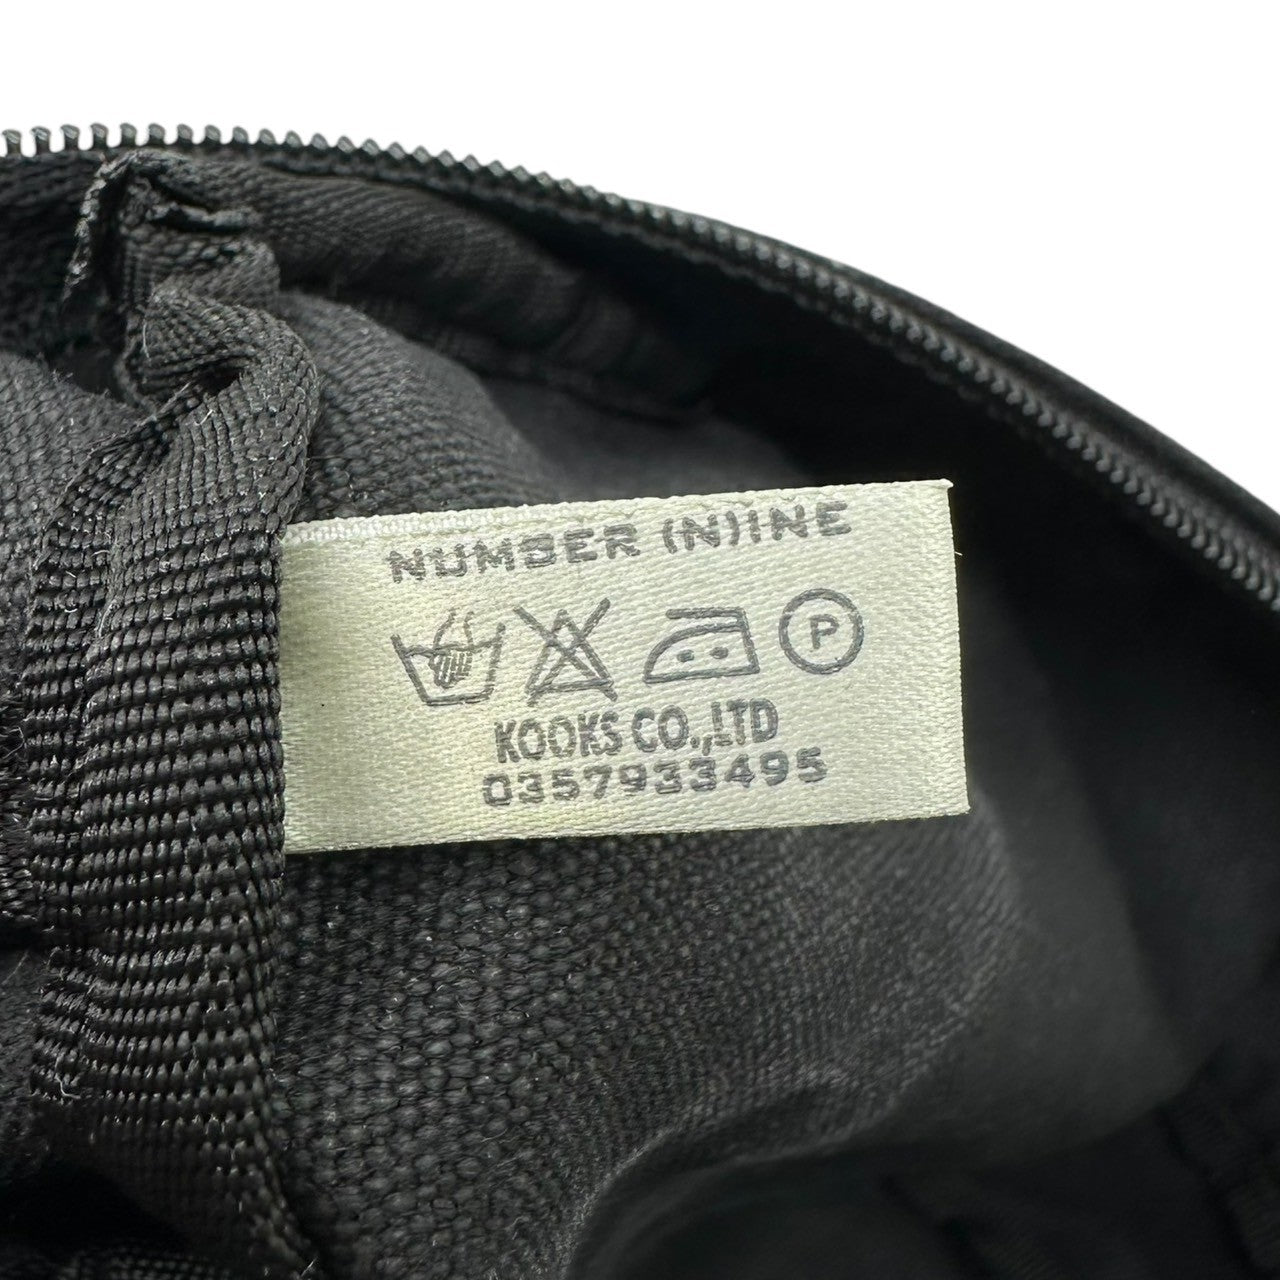 NUMBER (N)INE
P
KOOKS CO.,LTD
0357933495